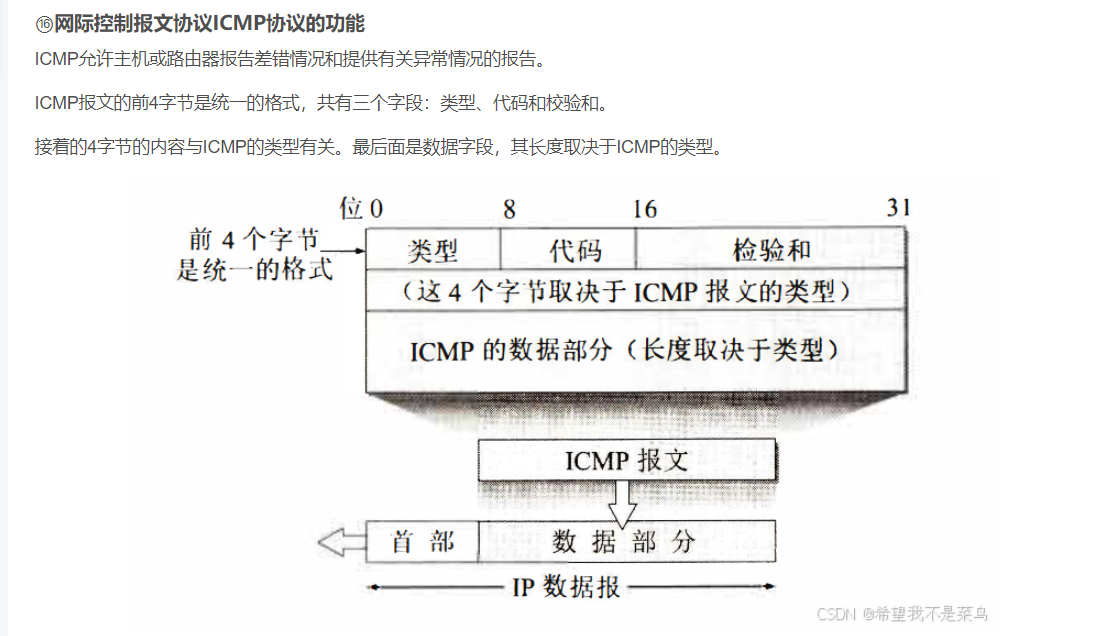 ⑯网际控制报文协议ICMP协议的功能
ICMP允许主机或路由器报告差错情况和提供有关异常情况的报告。
ICMP报文的前4字节是统一的格式，共有三个字段：类型、代码和校验和。
接着的4字节的内容与ICMP的类型有关。最后面是数据字段，其长度取决于ICMP的类型。
位 0 8 16 31
前 4 个字节
是统一的格式
类型 代码 检验和
（这 4 个字节取决于 ICMP 报文的类型）
ICMP 的数据部分（长度取决于类型）
ICMP 报文
首 部 数 据 部 分
IP 数据报
CSDN @希望我不是菜鸟